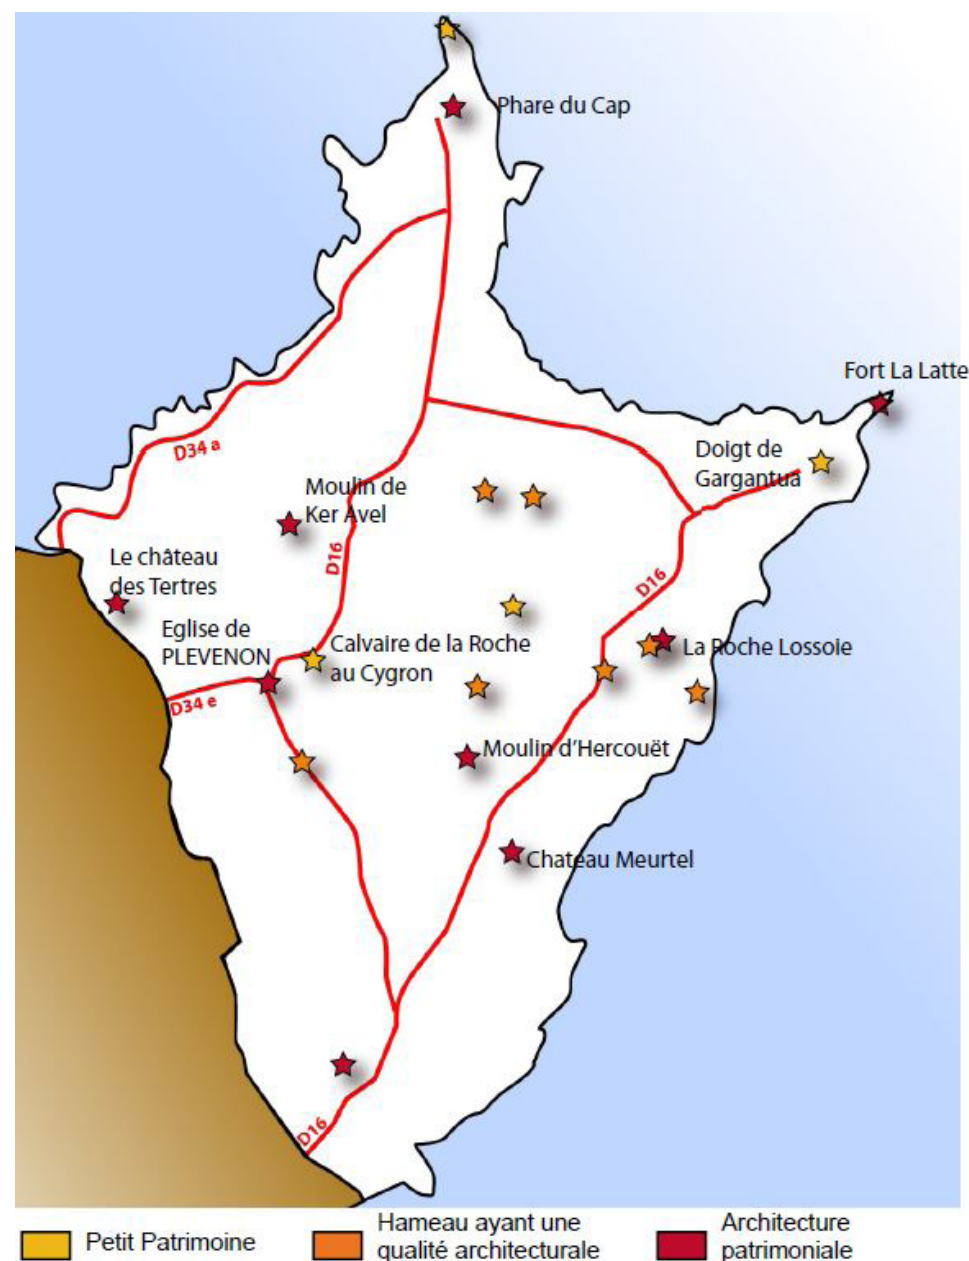 Phare du Cap
Fort La Latte
Doigt de
Gargantua
D34 a
Moulin de
Ker Avel
D16
Le château
des Tertres
D16
Eglise de
PLEVENON
Calvaire de la Roche
au Cygron
La Roche Lossoie
D34 e
Moulin d'Hercouët
Chateau Meurtel
D16
Petit Patrimoine
Hameau ayant une
qualité architecturale
Architecture
patrimoniale